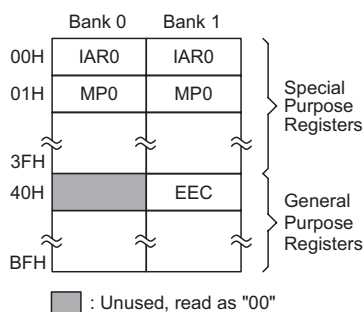 Bank 0 Bank 1
00H IAR0 IAR0
01H MP0 MP0
Special
Purpose
Registers
3FH
40H EEC
General
Purpose
Registers
BFH
: Unused, read as "00"